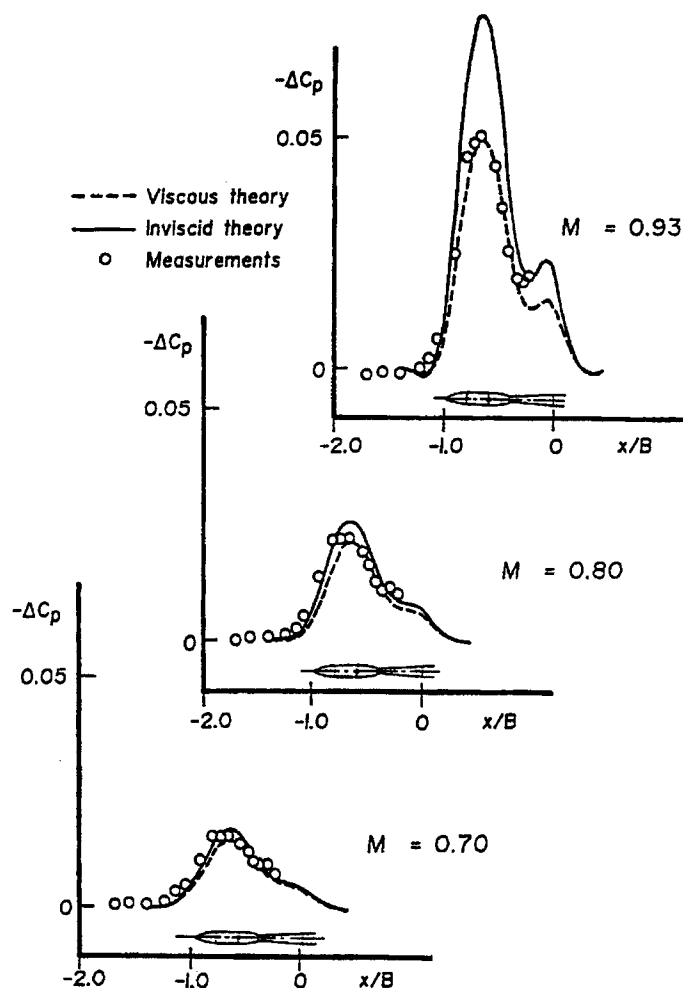 -ΔCp
0.05
Viscous theory
Inviscid theory
Measurements
M = 0.93
0
-2.0 -1.0 0 x/B
-ΔCp
0.05
M = 0.80
0
-2.0 -1.0 0 x/B
-ΔCp
0.05
M = 0.70
0
-2.0 -1.0 0 x/B